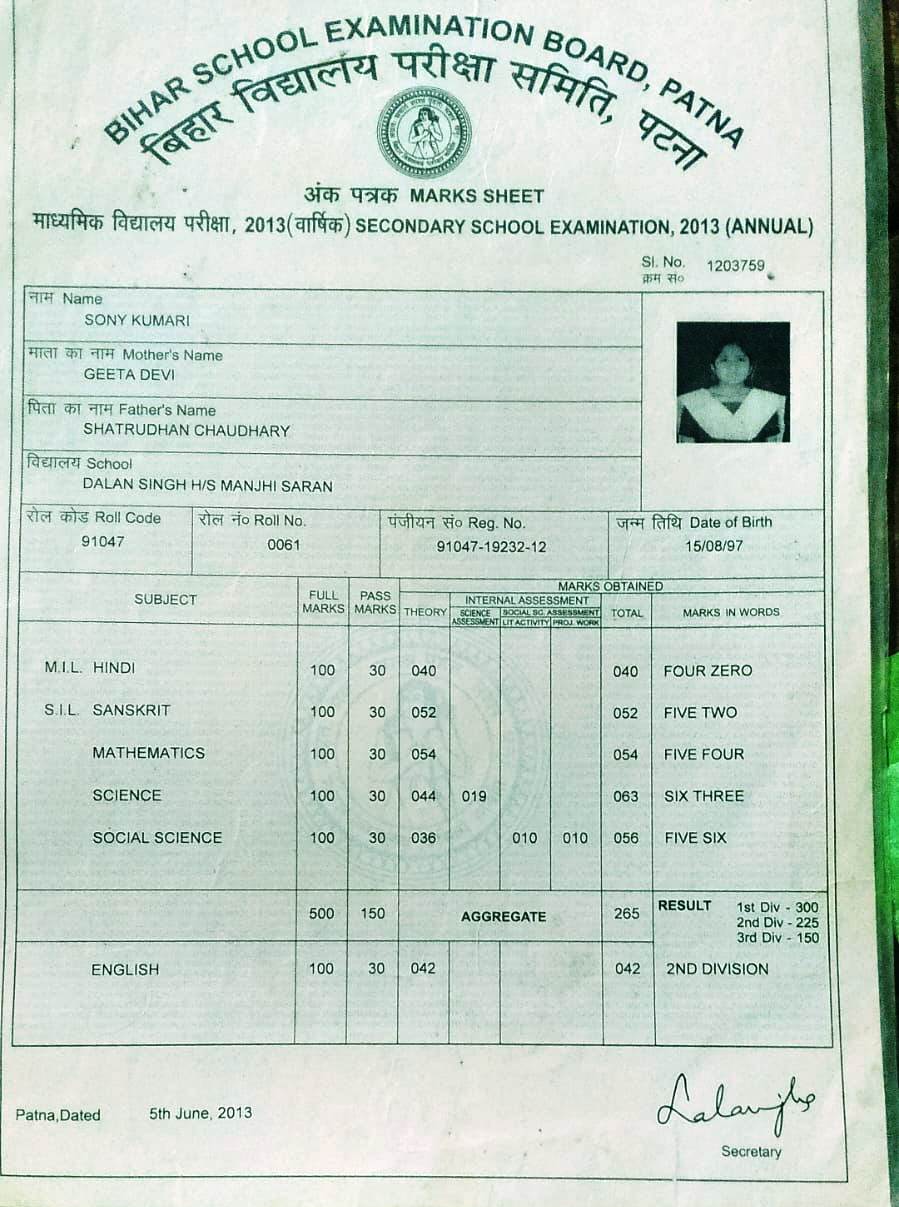 BIHAR SCHOOL EXAMINATION BOARD, PATNA
बिहार विद्यालय परीक्षा समिति, पटना
अंक पत्रक MARKS SHEET
माध्यमिक विद्यालय परीक्षा, 2013(वार्षिक) SECONDARY SCHOOL EXAMINATION, 2013 (ANNUAL)
Sl. No. 1203759
क्रम सं०
नाम Name
SONY KUMARI
माता का नाम Mother's Name
GEETA DEVI
पिता का नाम Father's Name
SHATRUDHAN CHAUDHARY
विद्यालय School
DALAN SINGH H/S MANJHI SARAN
रोल कोड Roll Code रोल नं० Roll No. पंजीयन सं० Reg. No. जन्म तिथि Date of Birth
91047 0061 91047-19232-12 15/08/97
MARKS OBTAINED
SUBJECT FULL MARKS PASS MARKS THEORY INTERNAL ASSESSMENT TOTAL MARKS IN WORDS
SCIENCE ASSESSMENT SOCIAL SC. ASSESSMENT
LIT ACTIVITY PROJ. WORK
M.I.L. HINDI 100 30 040 040 FOUR ZERO
S.I.L. SANSKRIT 100 30 052 052 FIVE TWO
MATHEMATICS 100 30 054 054 FIVE FOUR
SCIENCE 100 30 044 019 063 SIX THREE
SOCIAL SCIENCE 100 30 036 010 010 056 FIVE SIX
500 150 AGGREGATE 265 RESULT 1st Div - 300
2nd Div - 225
3rd Div - 150
ENGLISH 100 30 042 042 2ND DIVISION
Patna,Dated 5th June, 2013
Secretary